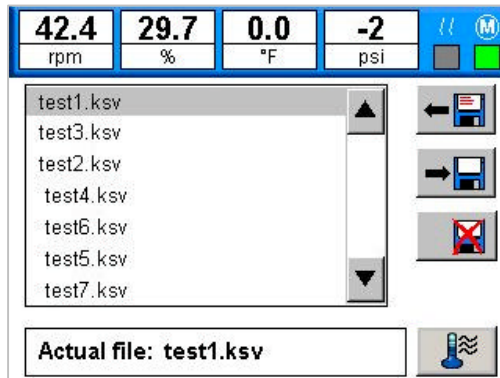 42.4 29.7 0.0 -2 M
rpm % °F psi
test1.ksv
test3.ksv
test2.ksv
test4.ksv
test6.ksv
test5.ksv
test7.ksv
Actual file: test1.ksv